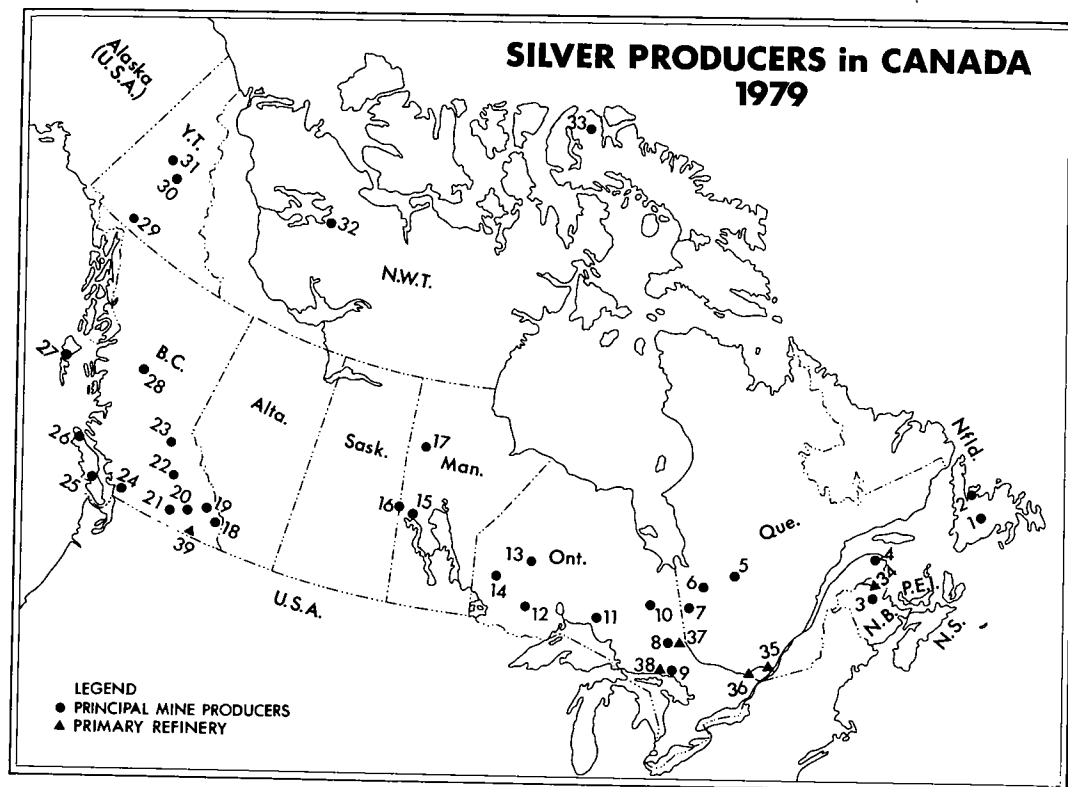 SILVER PRODUCERS in CANADA
1979
Alaska
(U.S.A.)
Y.T.
31
30
29
33
32
N.W.T.
27
B.C.
28
Alta.
Sask.
17
Man.
23
26
22
25
24
21
20
19
18
39
16
15
U.S.A.
13
Ont.
14
12
11
10
6
5
7
Que.
8
37
38
9
35
36
Nfld.
2
1
4
34
P.E.I.
3
N.B.
N.S.
LEGEND
● PRINCIPAL MINE PRODUCERS
▲ PRIMARY REFINERY